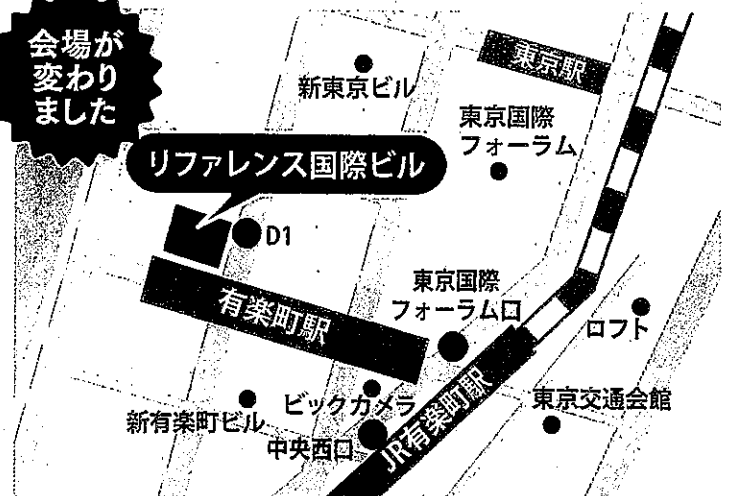 会場が
変わり
ました
新東京ビル
東京駅
東京国際
フォーラム
リファレンス国際ビル
D1
有楽町駅
東京国際
フォーラム口
ロフト
JR有楽町駅
東京交通会館
ビックカメラ
新有楽町ビル
中央西口